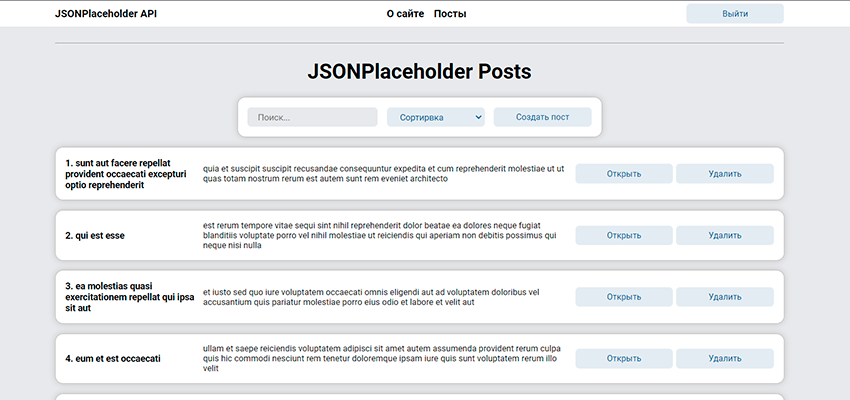 JSONPlaceholder API
О сайте Посты
Выйти
JSONPlaceholder Posts
Поиск...
Сортирвка
Создать пост
1. sunt aut facere repellat
provident occaecati excepturi
optio reprehenderit
quia et suscipit suscipit recusandae consequuntur expedita et cum reprehenderit molestiae ut ut
quas totam nostrum rerum est autem sunt rem eveniet architecto
Открыть
Удалить
2. qui est esse
est rerum tempore vitae sequi sint nihil reprehenderit dolor beatae ea dolores neque fugiat
blanditiis voluptate porro vel nihil molestiae ut reiciendis qui aperiam non debitis possimus qui
neque nisi nulla
Открыть
Удалить
3. ea molestias quasi
exercitationem repellat qui ipsa
sit aut
et iusto sed quo iure voluptatem occaecati omnis eligendi aut ad voluptatem doloribus vel
accusantium quis pariatur molestiae porro eius odio et labore et velit aut
Открыть
Удалить
4. eum et est occaecati
ullam et saepe reiciendis voluptatem adipisci sit amet autem assumenda provident rerum culpa
quis hic commodi nesciunt rem tenetur doloremque ipsam iure quis sunt voluptatem rerum illo
velit
Открыть
Удалить